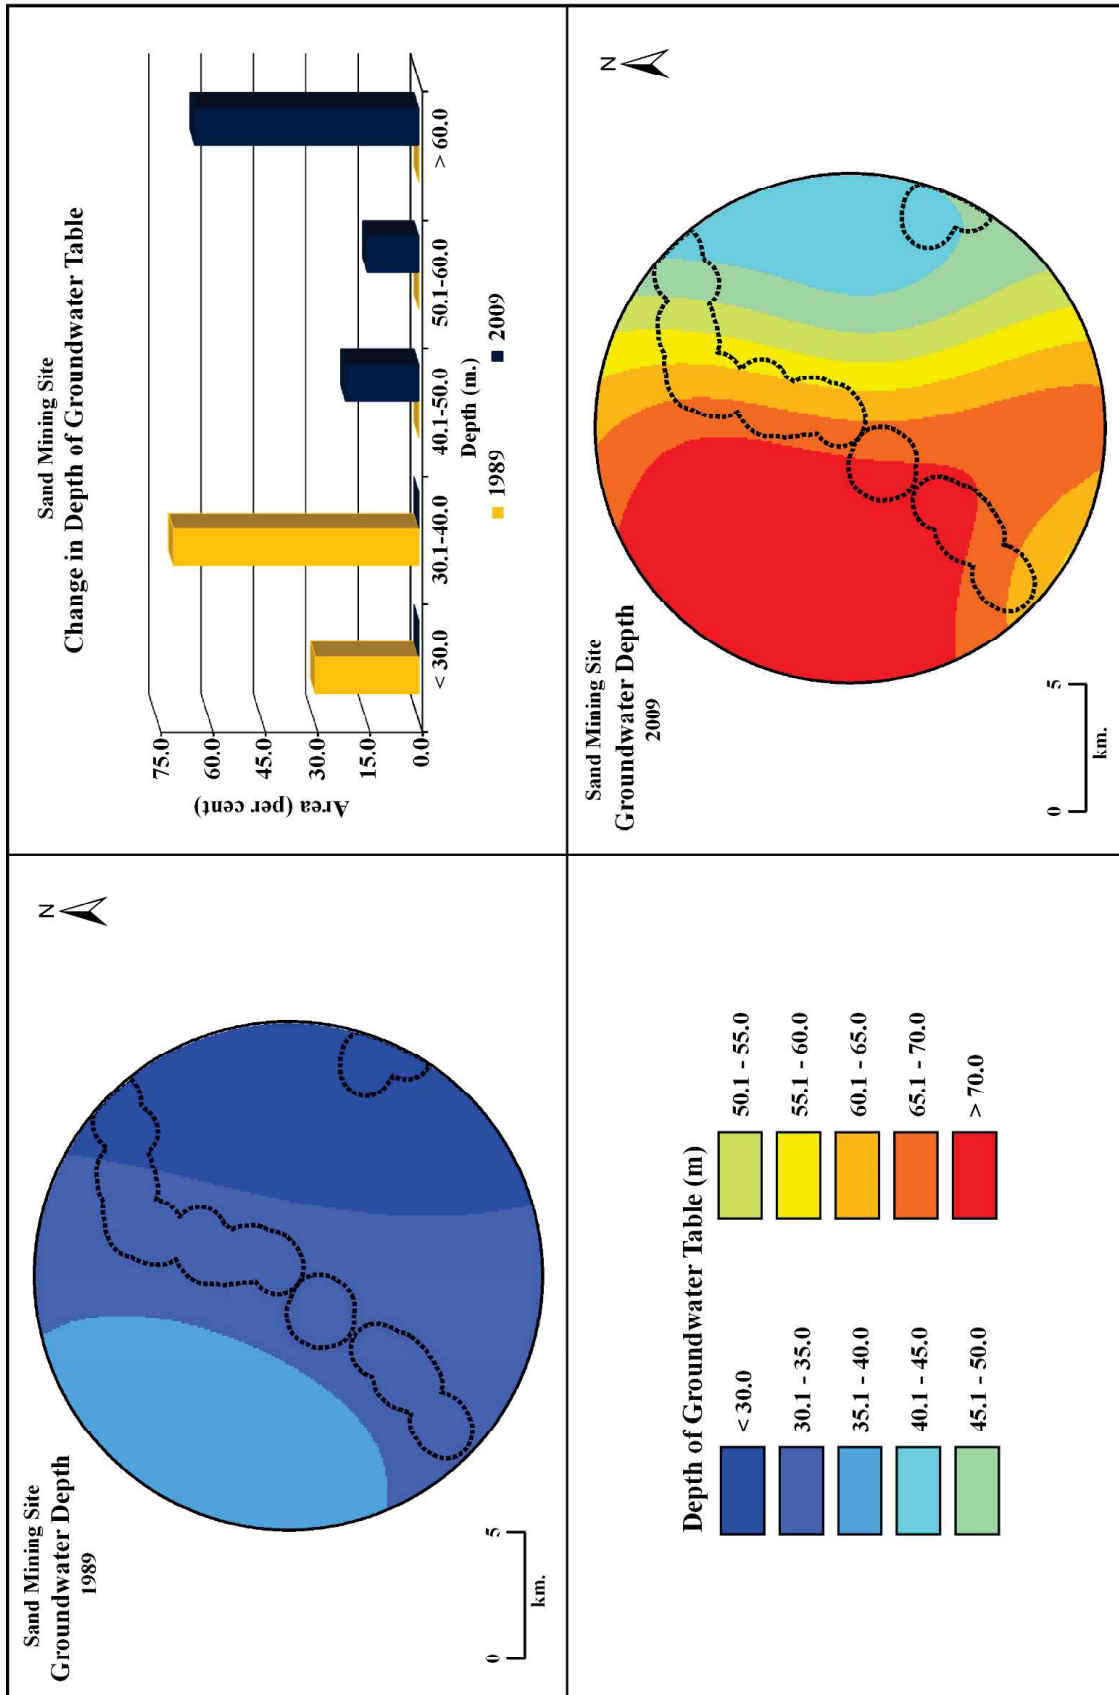 Sand Mining Site
Groundwater Depth
1989
N
0 5
km.
Sand Mining Site
Change in Depth of Groundwater Table
Area (per cent)
75.0
60.0
45.0
30.0
15.0
0.0
< 30.0 30.1-40.0 40.1-50.0 50.1-60.0 > 60.0
Depth (m.)
1989 2009
Depth of Groundwater Table (m)
< 30.0 50.1 - 55.0
30.1 - 35.0 55.1 - 60.0
35.1 - 40.0 60.1 - 65.0
40.1 - 45.0 65.1 - 70.0
45.1 - 50.0 > 70.0
Sand Mining Site
Groundwater Depth
2009
N
0 5
km.